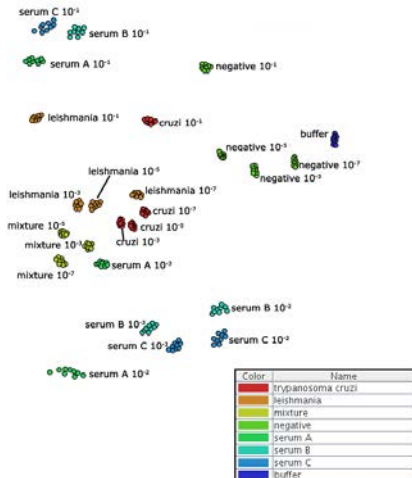 serum C 10⁻¹
serum B 10⁻¹
serum A 10⁻¹
negative 10⁻¹
leishmania 10⁻¹
cruzi 10⁻¹
buffer
negative 10⁻⁵
negative 10⁻⁷
negative 10⁻³
leishmania 10⁻⁵
leishmania 10⁻³
leishmania 10⁻⁷
cruzi 10⁻⁷
mixture 10⁻⁵
cruzi 10⁻⁵
mixture 10⁻³
cruzi 10⁻³
serum A 10⁻³
mixture 10⁻⁷
serum B 10⁻²
serum B 10⁻³
serum C 10⁻²
serum C 10⁻³
serum A 10⁻²
Color Name
trypanosoma cruzi
leishmania
mixture
negative
serum A
serum B
serum C
buffer